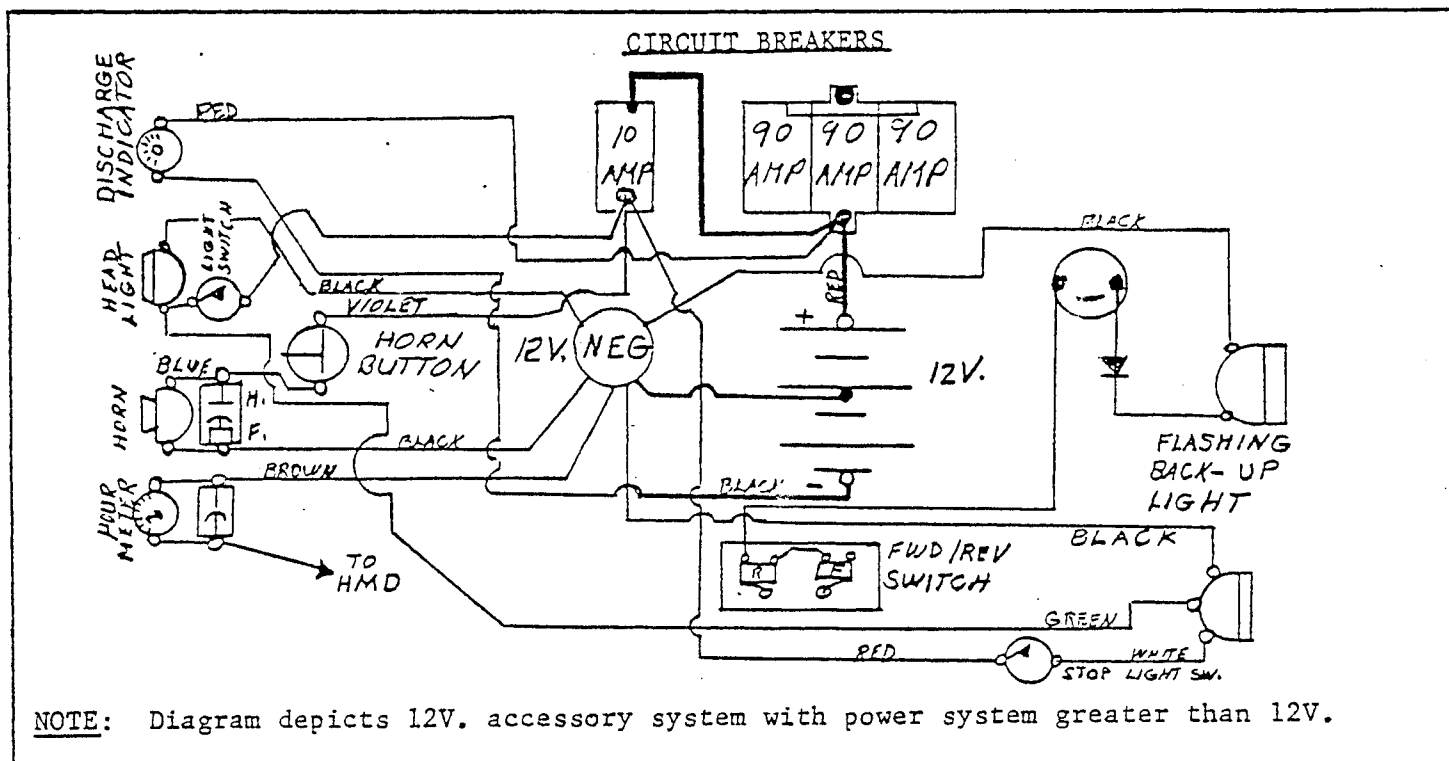 CIRCUIT BREAKERS
DISCHARGE
INDICATOR
RED
10
AMP
90
AMP
90
AMP
90
AMP
BLACK
HEAD
LIGHT
LIGHT
SWITCH
BLACK
VIOLET
RED
+
HORN
BUTTON
12V.
NEG
12V.
BLUE
HORN
H.
F.
BLACK
BROWN
BLACK
-
FLASHING
BACK-UP
LIGHT
HOUR
METER
TO
HMD
BLACK
FWD/REV
SWITCH
R
F
GREEN
RED
WHITE
STOP LIGHT SW.
NOTE: Diagram depicts 12V. accessory system with power system greater than 12V.